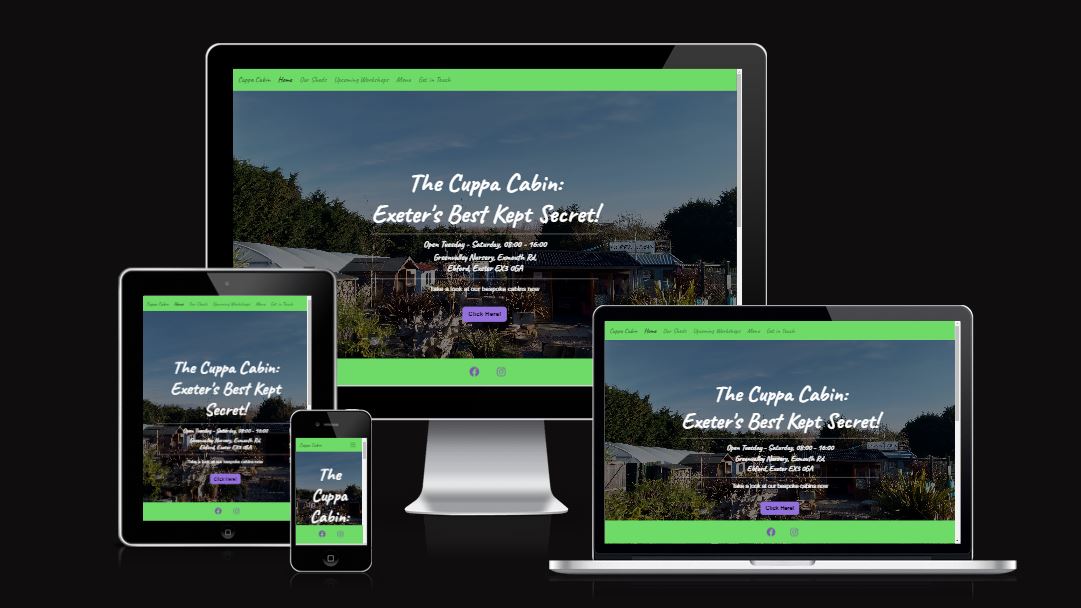 Cuppa Cabin Home Our Sheds Upcoming Workshops Menu Get in Touch
The Cuppa Cabin:
Exeter's Best Kept Secret!
Open Tuesday - Saturday, 08:00 - 16:00
Greenvalley Nursery, Exmouth Rd,
Ebford, Exeter EX3 0GA
Take a look at our bespoke cabins now
Click Here!
Cuppa Cabin Home Our Sheds Upcoming Workshops Menu Get in Touch
The Cuppa Cabin:
Exeter's Best Kept
Secret!
Open Tuesday - Saturday, 08:00 - 16:00
Greenvalley Nursery, Exmouth Rd,
Ebford, Exeter EX3 0GA
Take a look at our bespoke cabins now
Click Here!
Cuppa Cabin
The
Cuppa
Cabin:
Cuppa Cabin Home Our Sheds Upcoming Workshops Menu Get in Touch
The Cuppa Cabin:
Exeter's Best Kept Secret!
Open Tuesday - Saturday, 08:00 - 16:00
Greenvalley Nursery, Exmouth Rd,
Ebford, Exeter EX3 0GA
Take a look at our bespoke cabins now
Click Here!